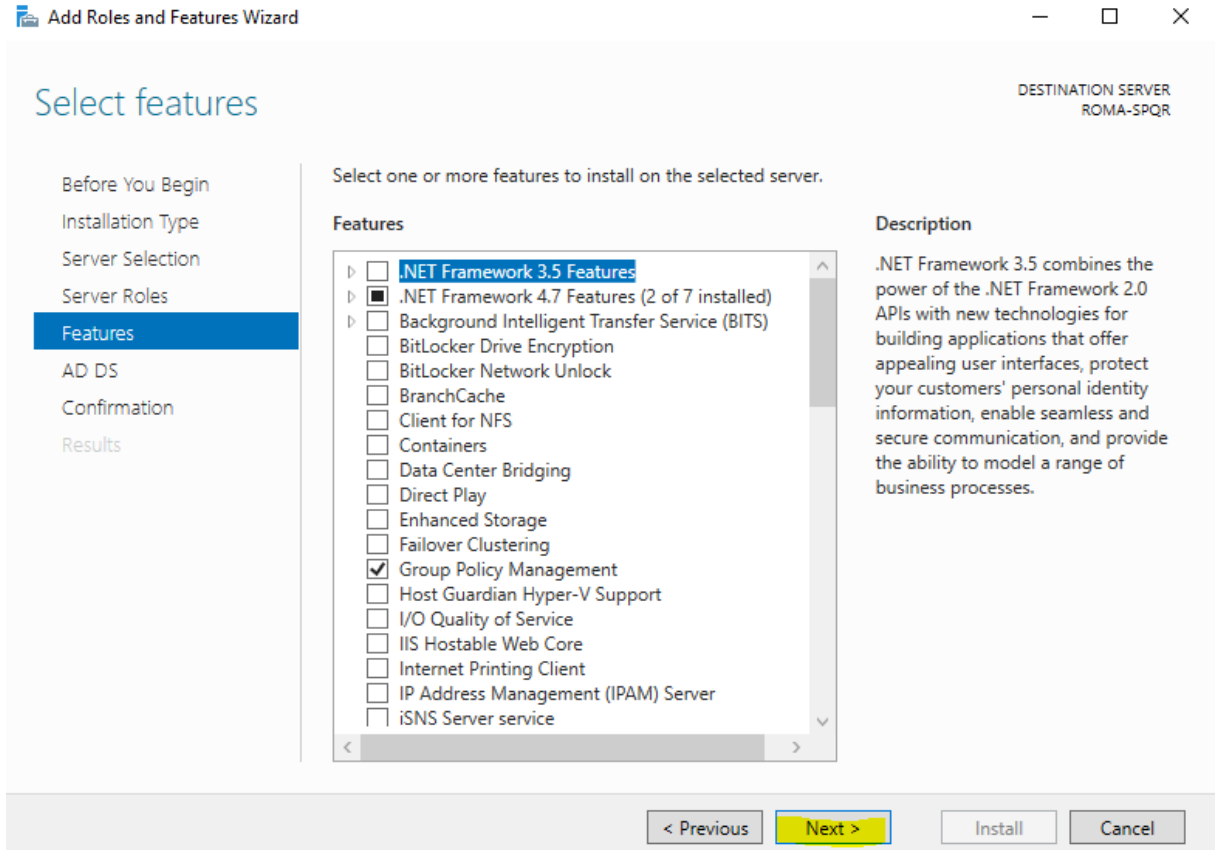 Add Roles and Features Wizard
Select features
DESTINATION SERVER
ROMA-SPQR
Before You Begin
Installation Type
Server Selection
Server Roles
Features
AD DS
Confirmation
Results
Select one or more features to install on the selected server.
Features
.NET Framework 3.5 Features
.NET Framework 4.7 Features (2 of 7 installed)
Background Intelligent Transfer Service (BITS)
BitLocker Drive Encryption
BitLocker Network Unlock
BranchCache
Client for NFS
Containers
Data Center Bridging
Direct Play
Enhanced Storage
Failover Clustering
Group Policy Management
Host Guardian Hyper-V Support
I/O Quality of Service
IIS Hostable Web Core
Internet Printing Client
IP Address Management (IPAM) Server
iSNS Server service
Description
.NET Framework 3.5 combines the
power of the .NET Framework 2.0
APIs with new technologies for
building applications that offer
appealing user interfaces, protect
your customers' personal identity
information, enable seamless and
secure communication, and provide
the ability to model a range of
business processes.
< Previous
Next >
Install
Cancel